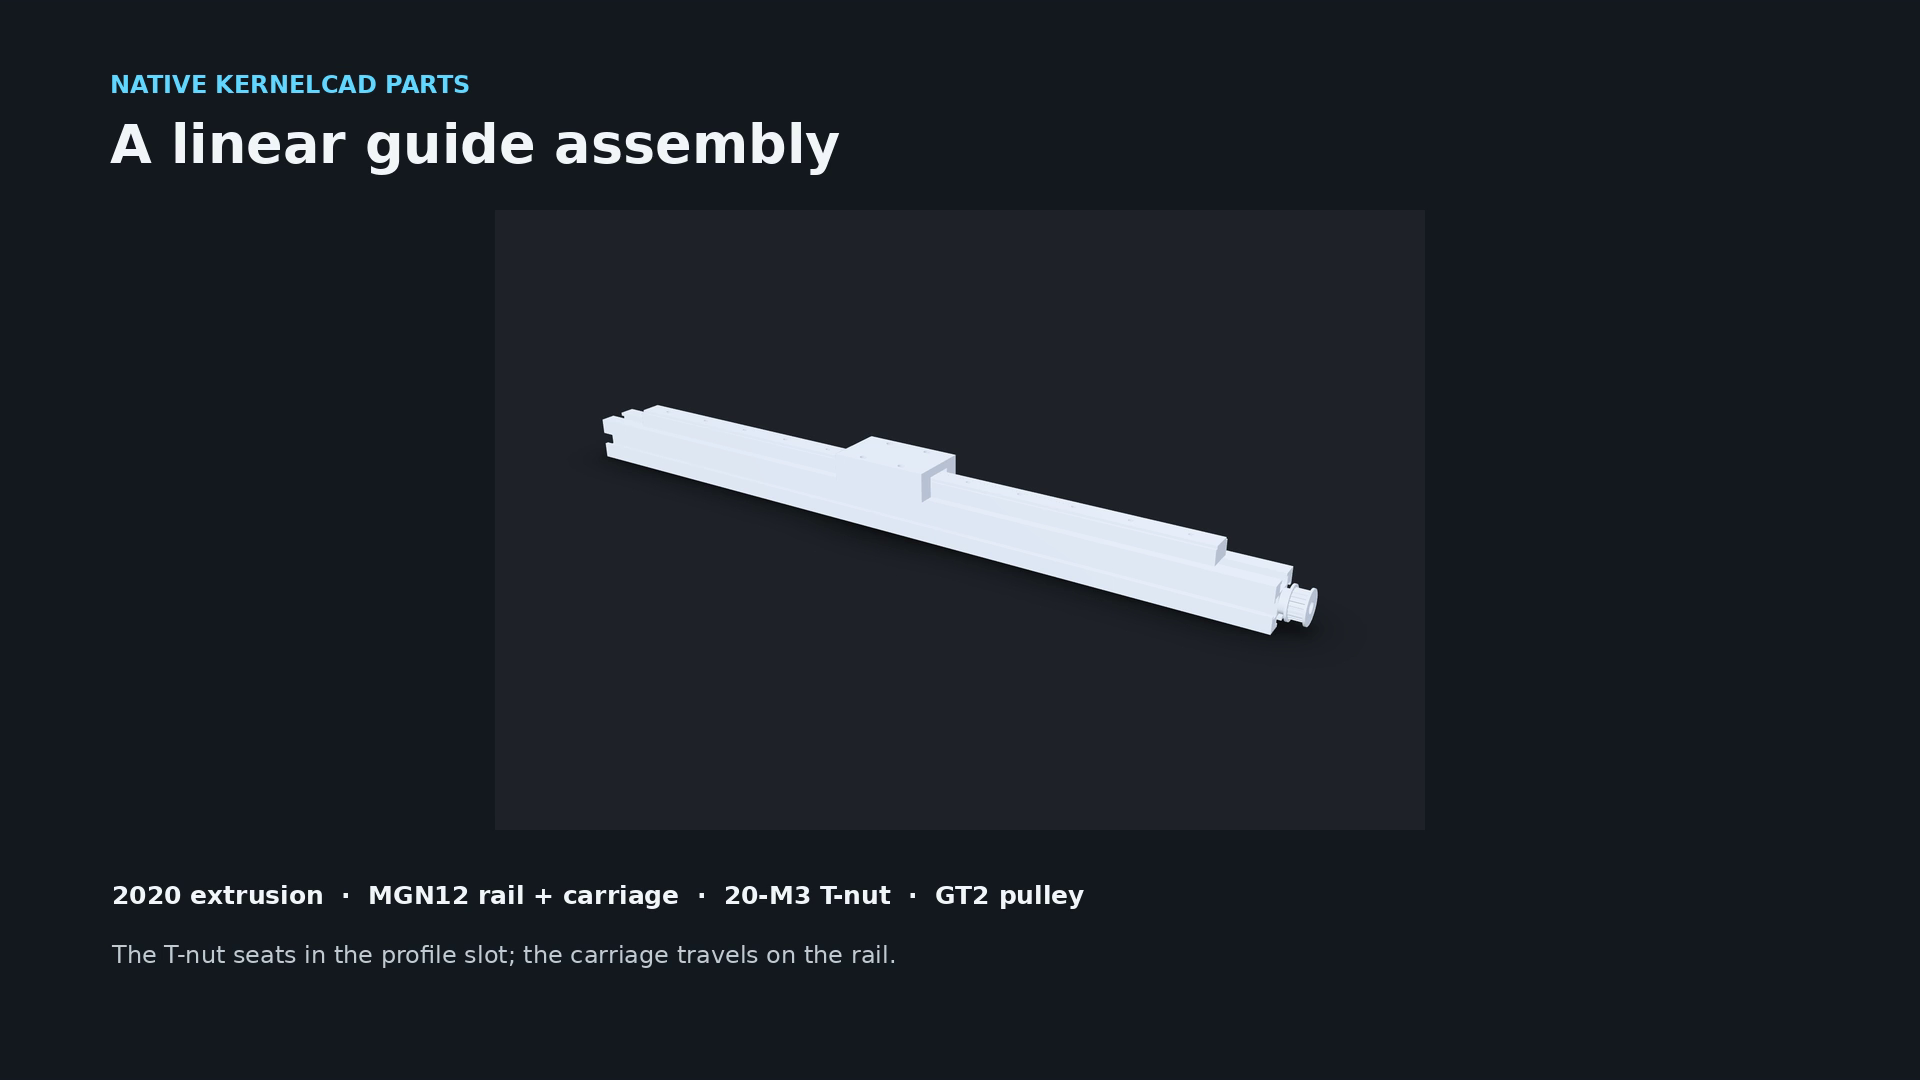 NATIVE KERNELCAD PARTS
A linear guide assembly
2020 extrusion · MGN12 rail + carriage · 20-M3 T-nut · GT2 pulley
The T-nut seats in the profile slot; the carriage travels on the rail.